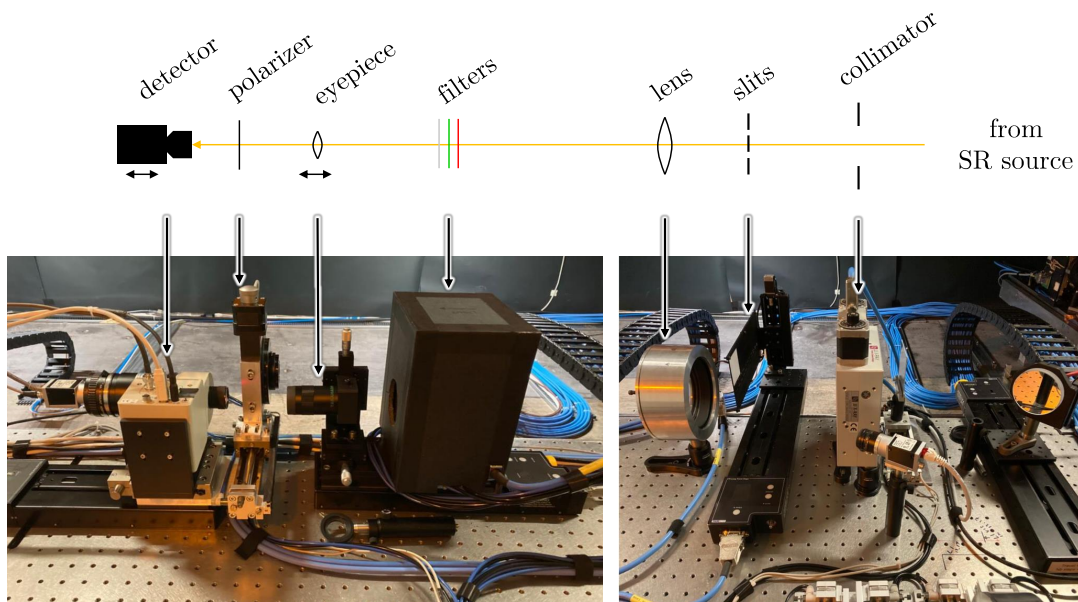 detector
polarizer
eyepiece
filters
lens
slits
collimator
from
SR source